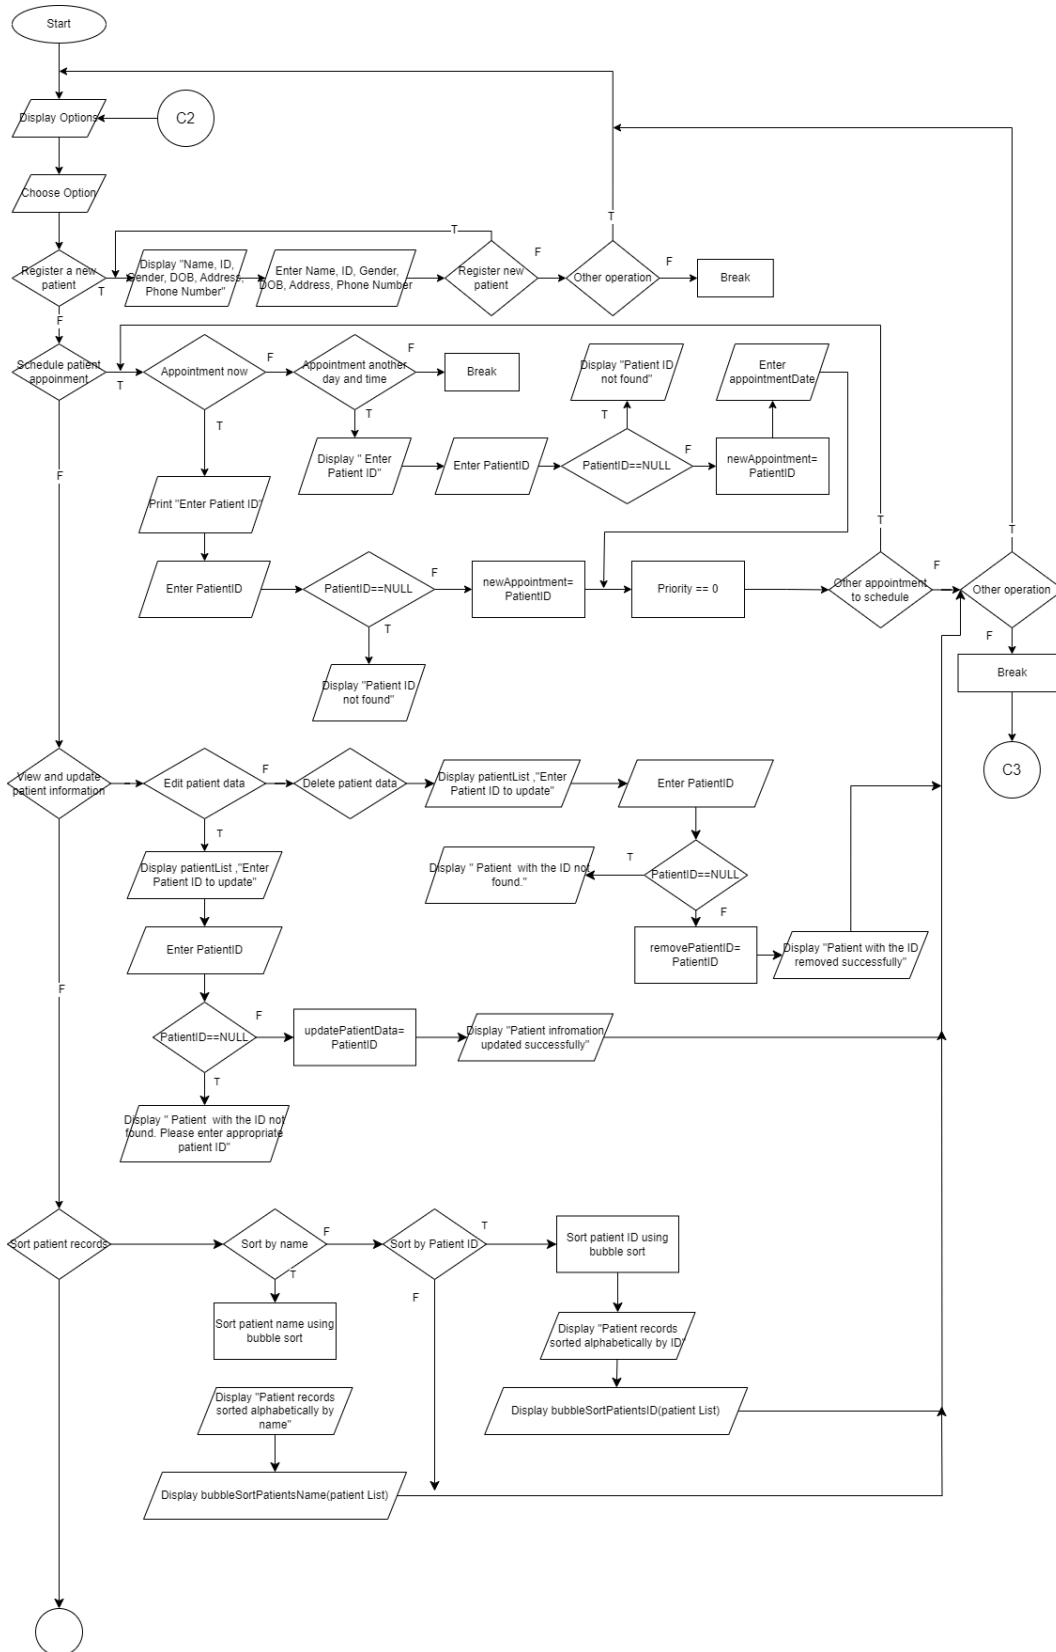 Start
Display Options
C2
Choose Option
Register a new
patient
T
Display "Name, ID,
Gender, DOB, Address,
Phone Number"
Enter Name, ID, Gender,
DOB, Address, Phone Number
T
Register new
patient
F
T
Other operation
F
Break
F
Schedule patient
appoinment
T
Appointment now
F
Appointment another
day and time
F
Break
T
T
Display " Enter
Patient ID"
Enter PatientID
PatientID==NULL
T
Display "Patient ID
not found"
F
newAppointment=
PatientID
Enter
appointmentDate
F
Print "Enter Patient ID"
Enter PatientID
PatientID==NULL
F
T
Display "Patient ID
not found"
newAppointment=
PatientID
Priority == 0
T
Other appointment
to schedule
F
T
Other operation
F
Break
C3
View and update
patient information
Edit patient data
F
Delete patient data
Display patientList ,"Enter
Patient ID to update"
Enter PatientID
T
Display patientList ,"Enter
Patient ID to update"
Display " Patient  with the ID not
found."
T
PatientID==NULL
F
Enter PatientID
removePatientID=
PatientID
Display "Patient with the ID
removed successfully"
F
PatientID==NULL
F
updatePatientData=
PatientID
Display "Patient infromation
updated successfully"
T
Display " Patient  with the ID not
found. Please enter appropriate
patient ID"
Sort patient records
Sort by name
F
Sort by Patient ID
T
Sort patient ID using
bubble sort
T
F
Sort patient name using
bubble sort
Display "Patient records
sorted alphabetically by ID"
Display "Patient records
sorted alphabetically by
name"
Display bubbleSortPatientsID(patient List)
Display bubbleSortPatientsName(patient List)